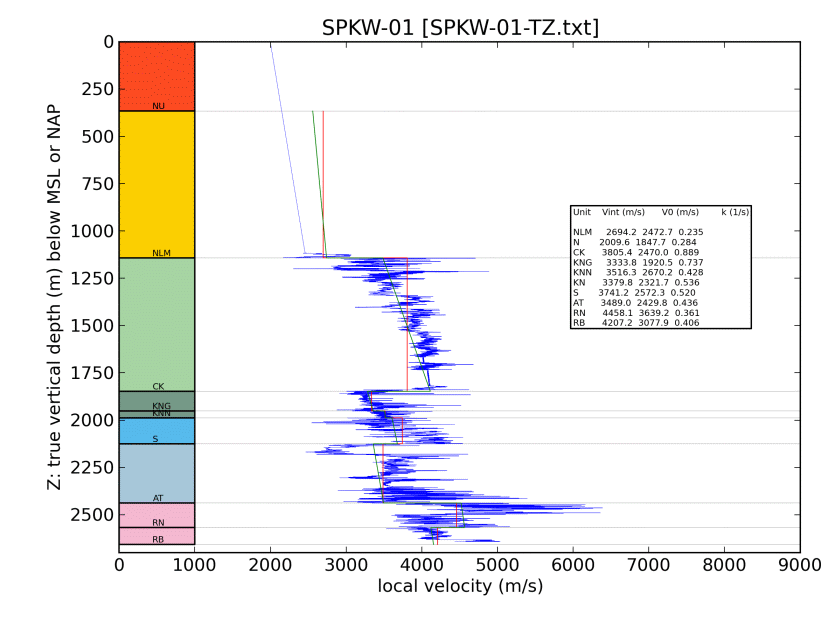 SPKW-01 [SPKW-01-TZ.txt]
Z: true vertical depth (m) below MSL or NAP
0
250
500
750
1000
1250
1500
1750
2000
2250
2500
NU
NLM
CK
KNG
KNN
S
AT
RN
RB
Unit Vint (m/s) V0 (m/s) k (1/s)
NLM 2694.2 2472.7 0.235
N 2009.6 1847.7 0.284
CK 3805.4 2470.0 0.889
KNG 3333.8 1920.5 0.737
KNN 3516.3 2670.2 0.428
KN 3379.8 2321.7 0.536
S 3741.2 2572.3 0.520
AT 3489.0 2429.8 0.436
RN 4458.1 3639.2 0.361
RB 4207.2 3077.9 0.406
0 1000 2000 3000 4000 5000 6000 7000 8000 9000
local velocity (m/s)